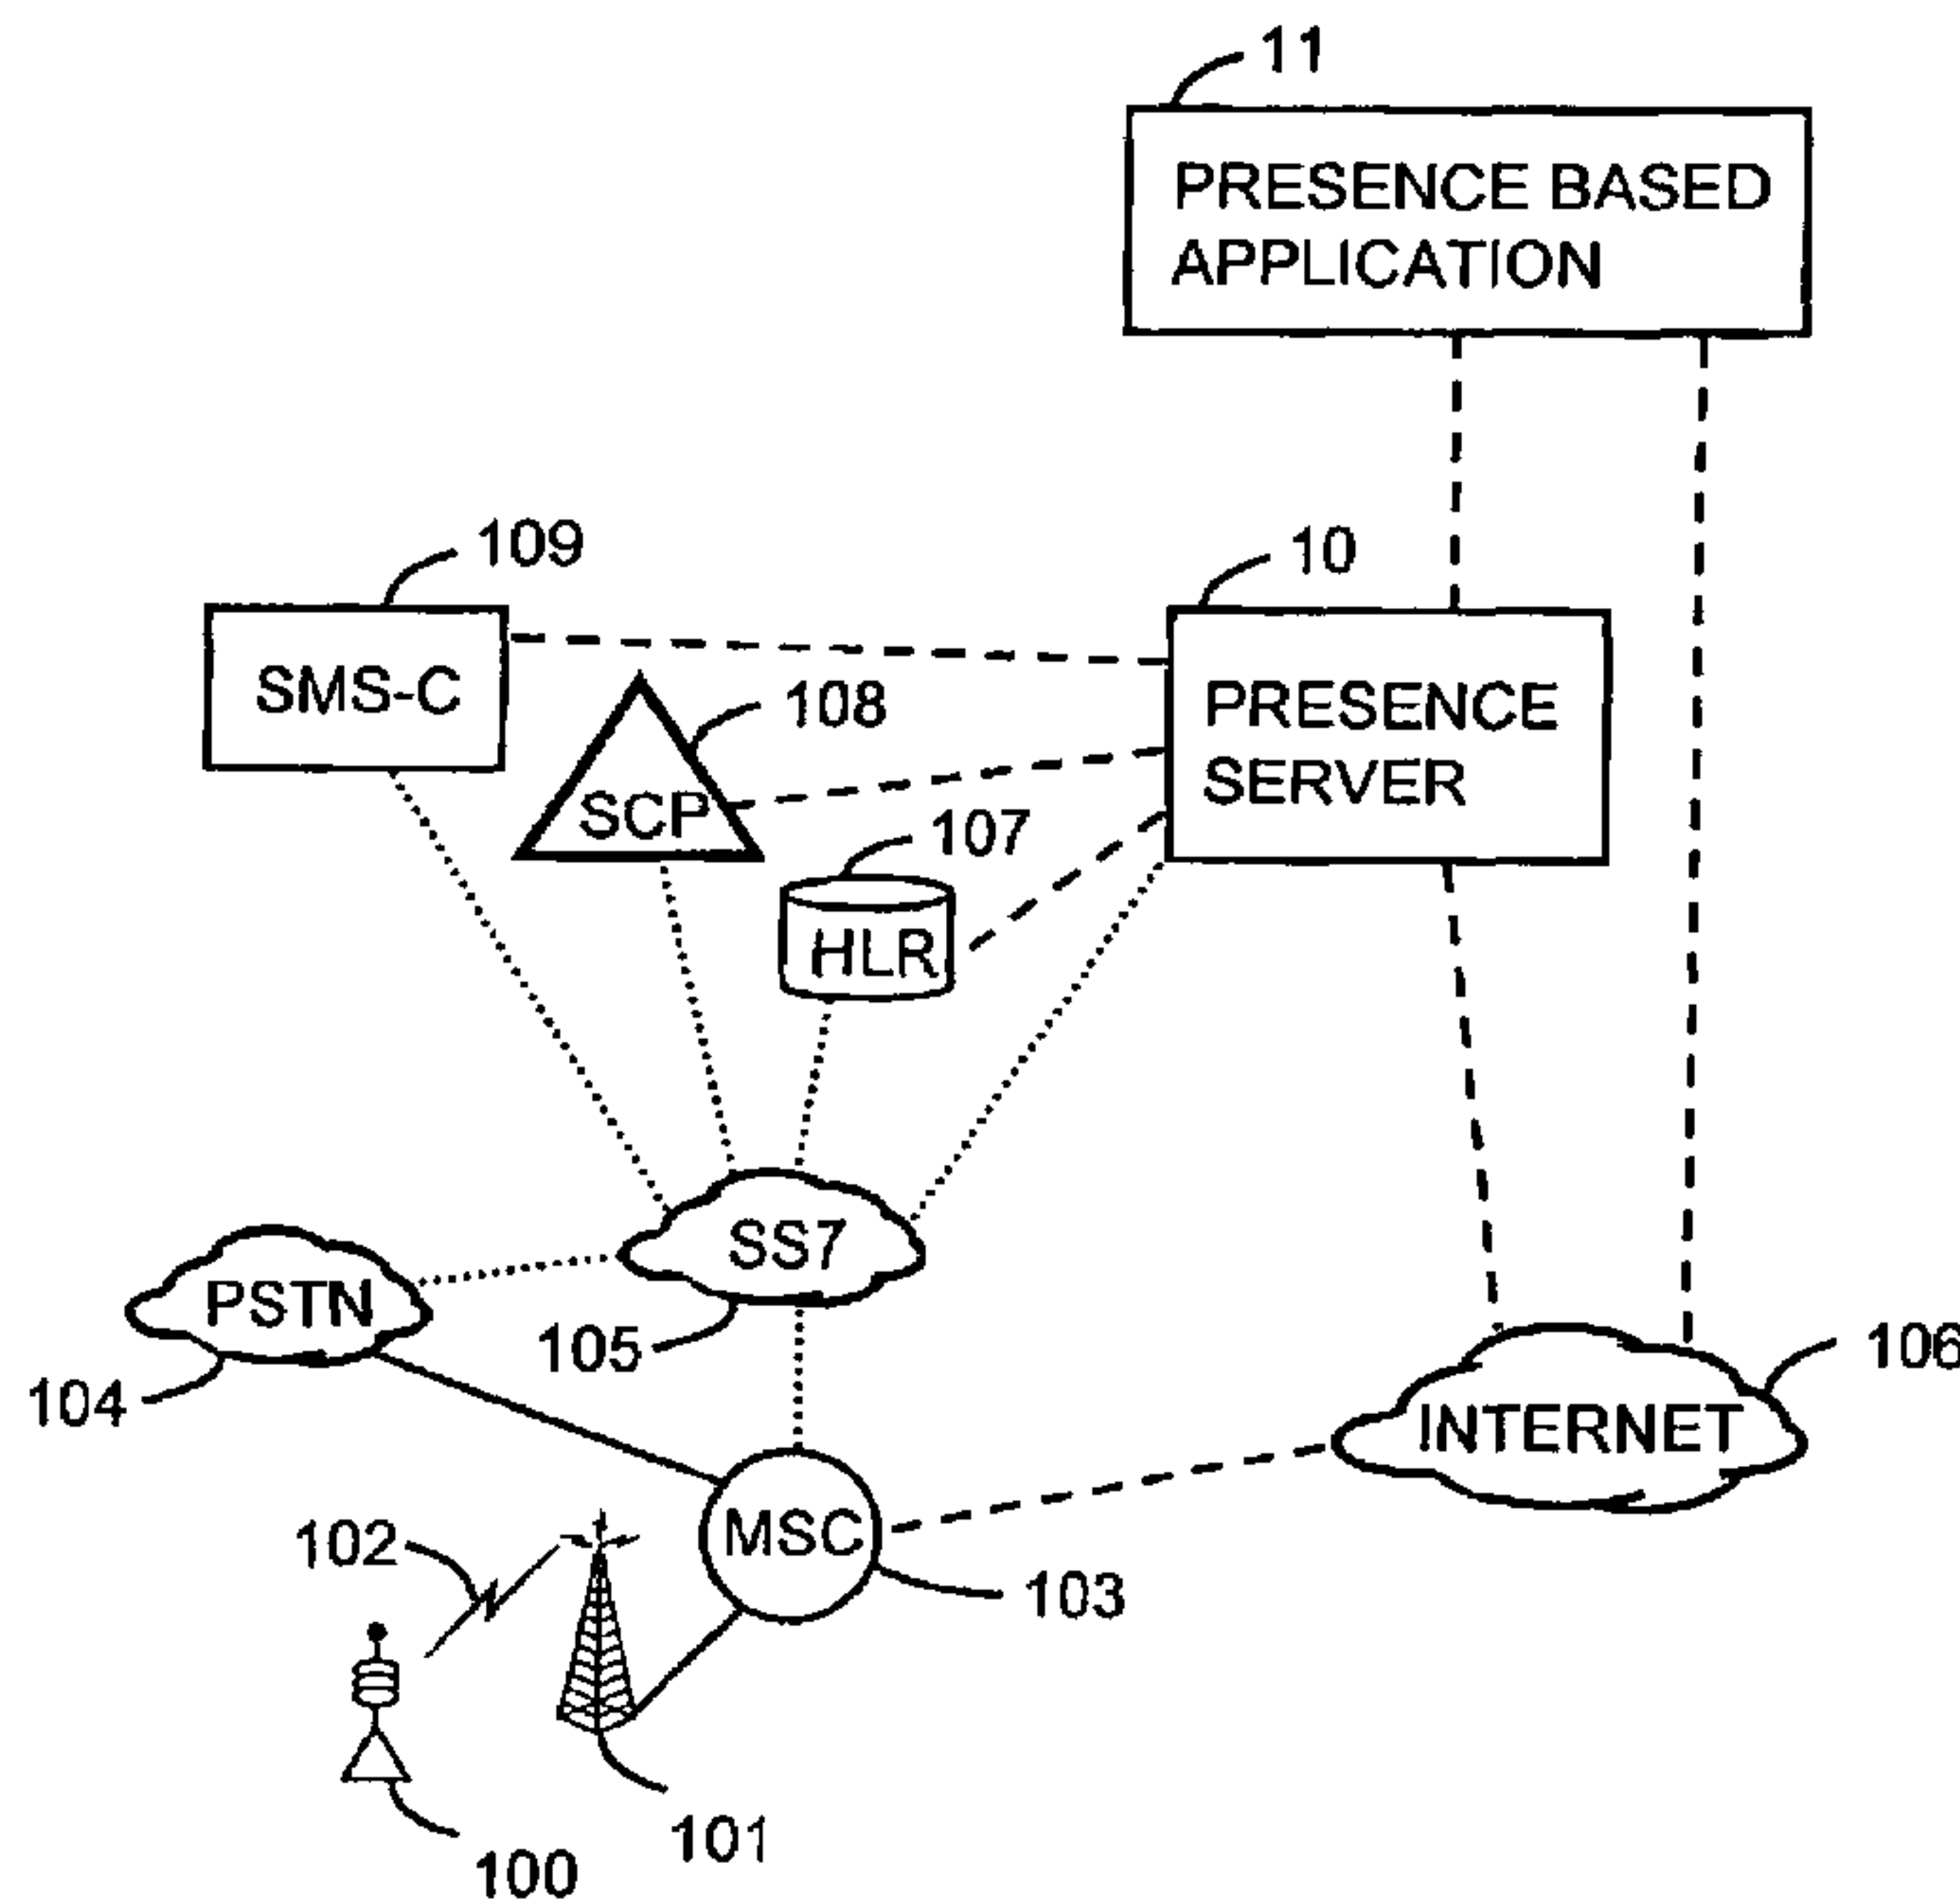 11
PRESENCE BASED
APPLICATION
109
10
SMS-C
108
PRESENCE
SERVER
SCP
107
HLR
SS7
PSTN
105
106
104
INTERNET
MSC
102
103
101
100